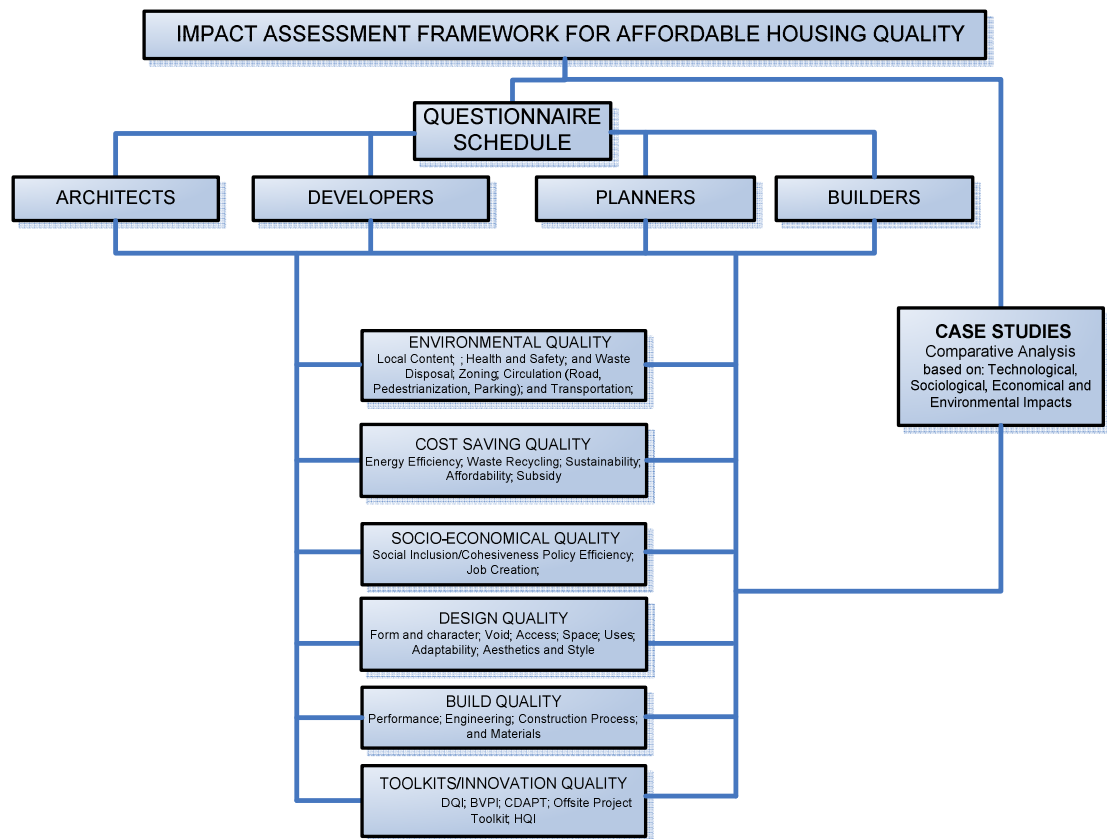 IMPACT ASSESSMENT FRAMEWORK FOR AFFORDABLE HOUSING QUALITY
QUESTIONNAIRE
SCHEDULE
ARCHITECTS
DEVELOPERS
PLANNERS
BUILDERS
ENVIRONMENTAL QUALITY
Local Content; ; Health and Safety; and Waste
Disposal; Zoning; Circulation (Road,
Pedestrianization, Parking); and Transportation;
CASE STUDIES
Comparative Analysis
based on: Technological,
Sociological, Economical and
Environmental Impacts
COST SAVING QUALITY
Energy Efficiency; Waste Recycling; Sustainability;
Affordability; Subsidy
SOCIO-ECONOMICAL QUALITY
Social Inclusion/Cohesiveness Policy Efficiency;
Job Creation;
DESIGN QUALITY
Form and character; Void; Access; Space; Uses;
Adaptability; Aesthetics and Style
BUILD QUALITY
Performance; Engineering; Construction Process;
and Materials
TOOLKITS/INNOVATION QUALITY
DQI; BVPI; CDAPT; Offsite Project
Toolkit; HQI